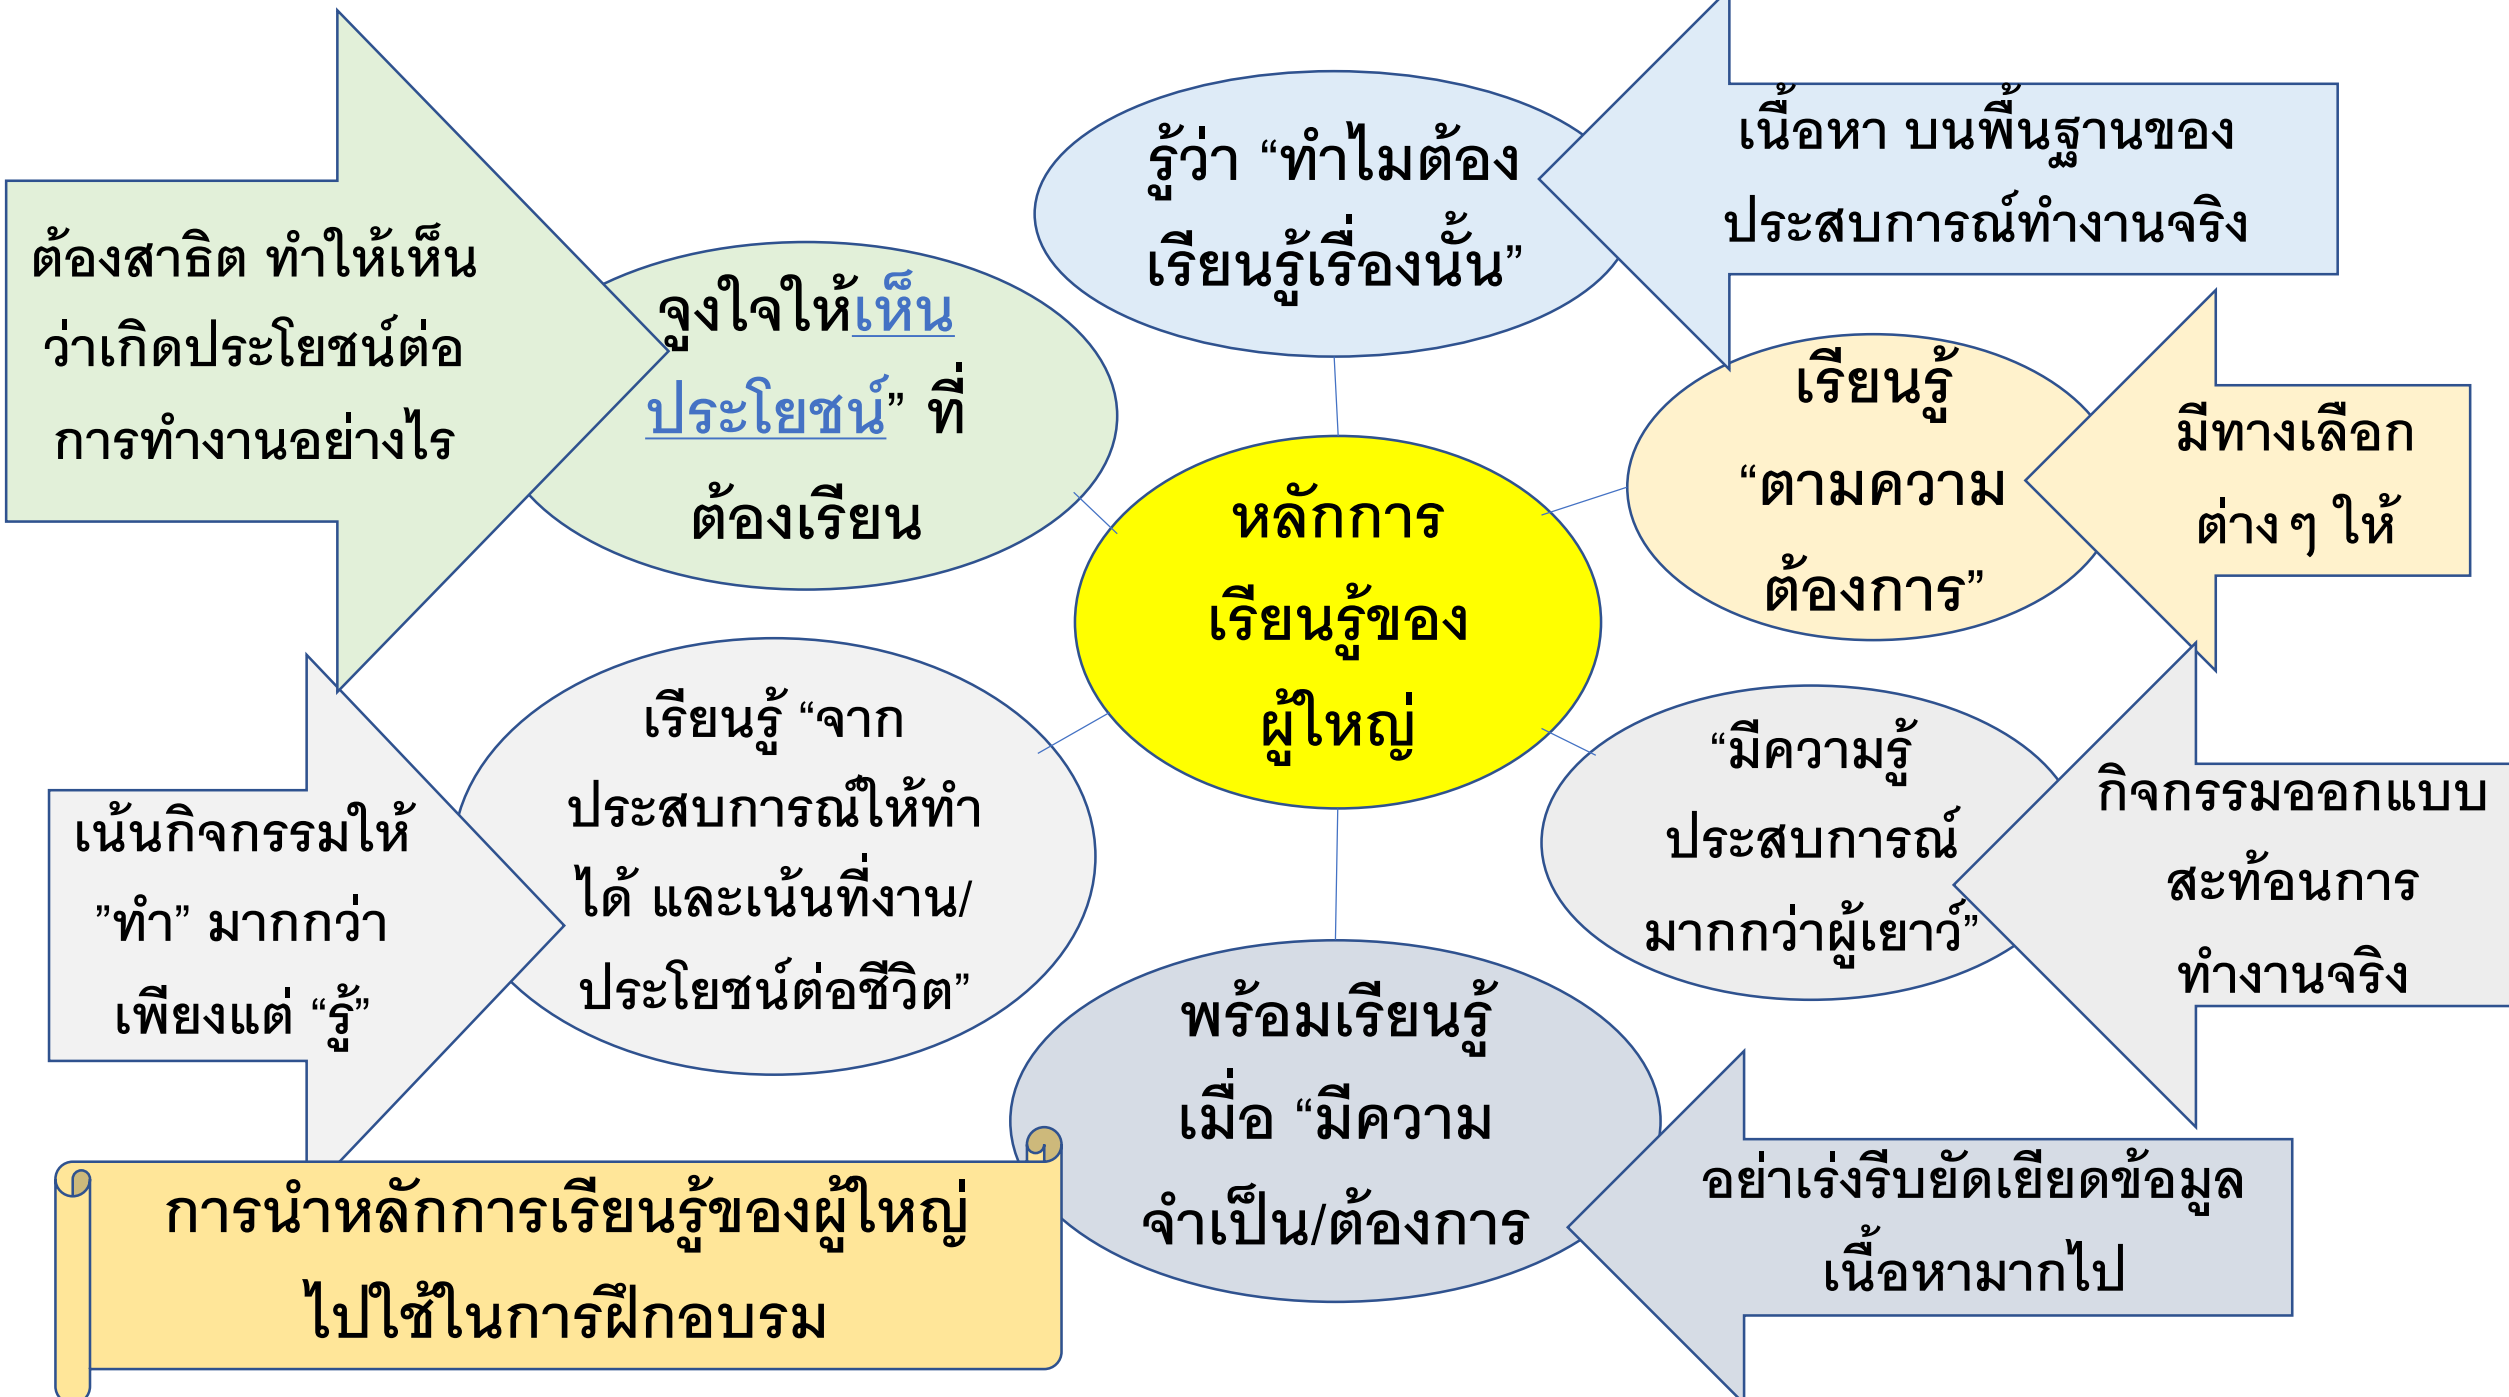 รู้ว่า “ทำไมต้อง
เรียนรู้เรื่องนั้น”
เนื้อหา บนพื้นฐานของ
ประสบการณ์ทำงานจริง
ต้องสาธิต ทำให้เห็น
ว่าเกิดประโยชน์ต่อ
การทำงานอย่างไร
จูงใจให้เห็น
ประโยชน์” ที่
ต้องเรียน
เรียนรู้
“ตามความ
ต้องการ”
มีทางเลือก
ต่างๆ ให้
หลักการ
เรียนรู้ของ
ผู้ใหญ่
เรียนรู้ “จาก
ประสบการณ์ให้ทำ
ได้ และเน้นที่งาน/
ประโยชน์ต่อชีวิต”
เน้นกิจกรรมให้
”ทำ” มากกว่า
เพียงแต่ “รู้”
“มีความรู้
ประสบการณ์
มากกว่าผู้เยาว์”
กิจกรรมออกแบบ
สะท้อนการ
ทำงานจริง
พร้อมเรียนรู้
เมื่อ “มีความ
จำเป็น/ต้องการ
อย่าเร่งรีบยัดเยียดข้อมูล
เนื้อหามากไป
การนำหลักการเรียนรู้ของผู้ใหญ่
ไปใช้ในการฝึกอบรม